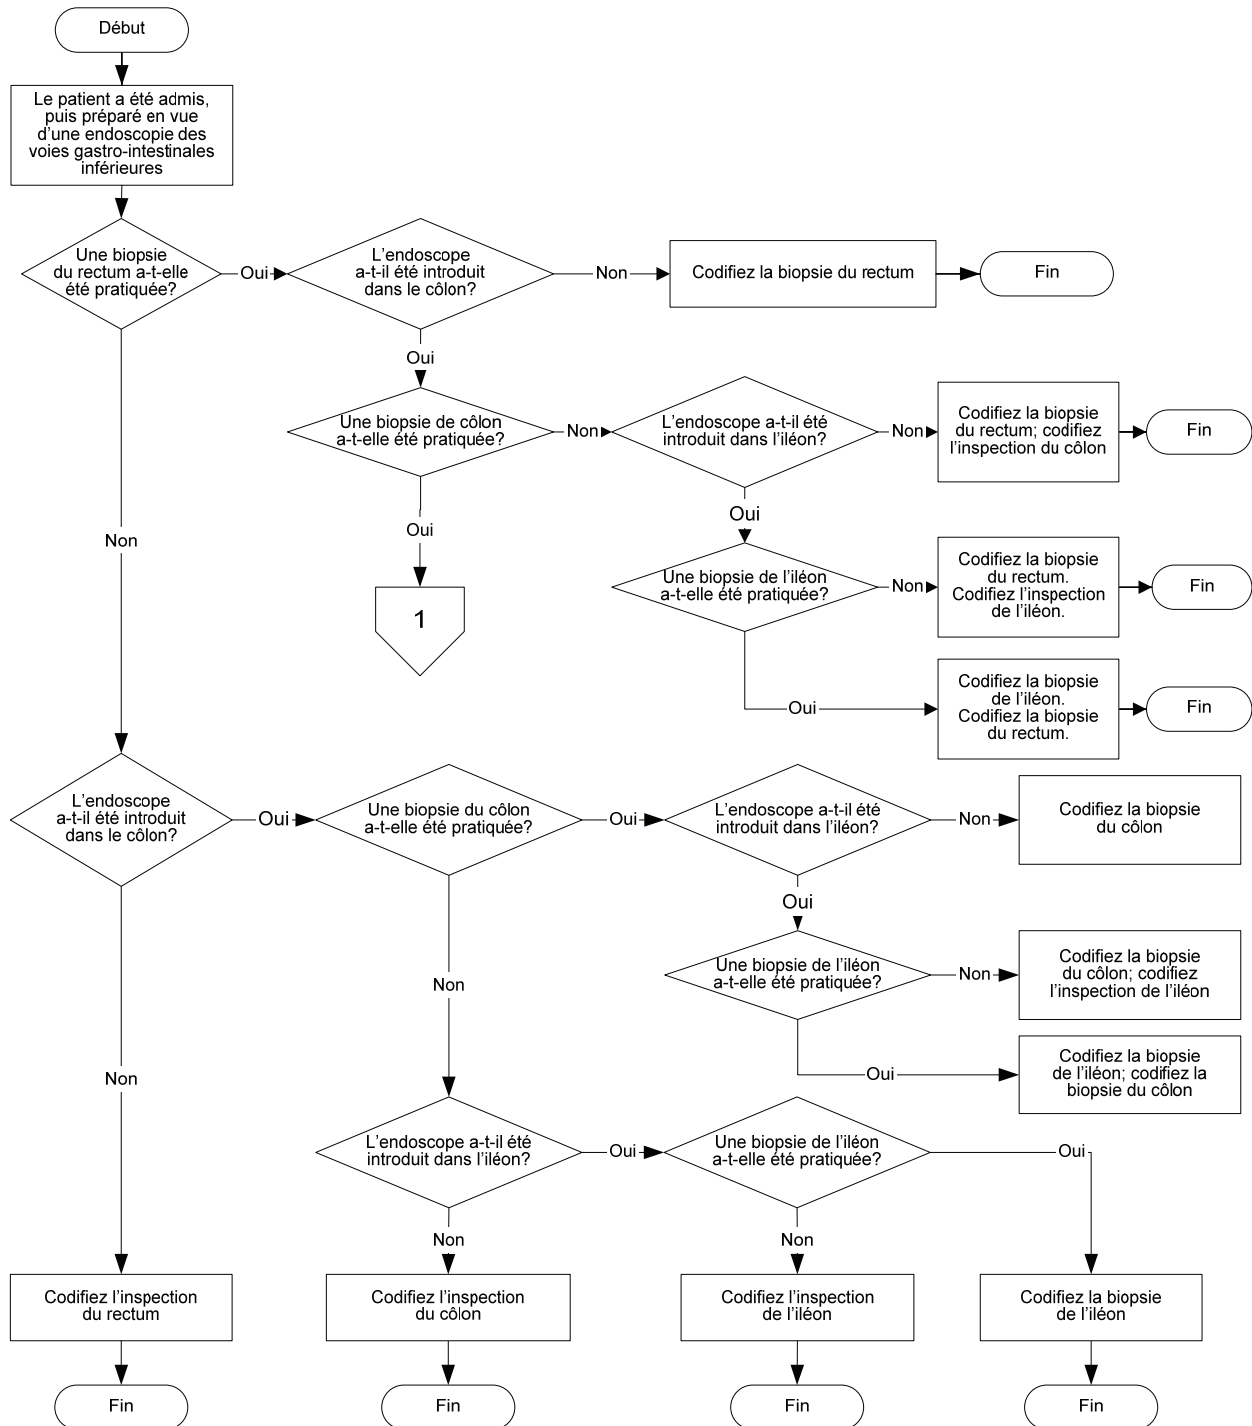 Début
Le patient a été admis,
puis préparé en vue
d’une endoscopie des
voies gastro-intestinales
inférieures
Une biopsie
du rectum a-t-elle
été pratiquée?
Oui
L’endoscope
a-t-il été introduit
dans le côlon?
Non
Codifiez la biopsie du rectum
Fin
Oui
Une biopsie de côlon
a-t-elle été pratiquée?
Non
L’endoscope a-t-il été
introduit dans l’iléon?
Non
Codifiez la biopsie
du rectum; codifiez
l’inspection du côlon
Fin
Oui
Oui
1
Une biopsie de l’iléon
a-t-elle été pratiquée?
Non
Codifiez la biopsie
du rectum.
Codifiez l’inspection
de l’iléon.
Fin
Oui
Codifiez la biopsie
de l’iléon.
Codifiez la biopsie
du rectum.
Fin
Non
L’endoscope
a-t-il été introduit
dans le côlon?
Oui
Une biopsie du côlon
a-t-elle été pratiquée?
Oui
L’endoscope a-t-il été
introduit dans l’iléon?
Non
Codifiez la biopsie
du côlon
Oui
Une biopsie de l’iléon
a-t-elle été pratiquée?
Non
Codifiez la biopsie
du côlon; codifiez
l’inspection de l’iléon
Oui
Codifiez la biopsie
de l’iléon; codifiez la
biopsie du côlon
Non
Non
L’endoscope a-t-il été
introduit dans l’iléon?
Oui
Une biopsie de l’iléon
a-t-elle été pratiquée?
Oui
Non
Non
Codifiez l’inspection
du rectum
Codifiez l’inspection
du côlon
Codifiez l’inspection
de l’iléon
Codifiez la biopsie
de l’iléon
Fin
Fin
Fin
Fin